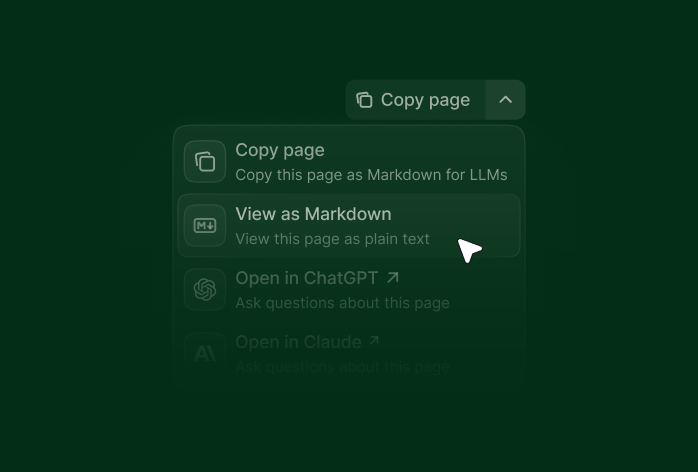 Copy page
Copy page
Copy this page as Markdown for LLMs
M↓
View as Markdown
View this page as plain text
Open in ChatGPT ↗
Ask questions about this page
Open in Claude ↗
Ask questions about this page